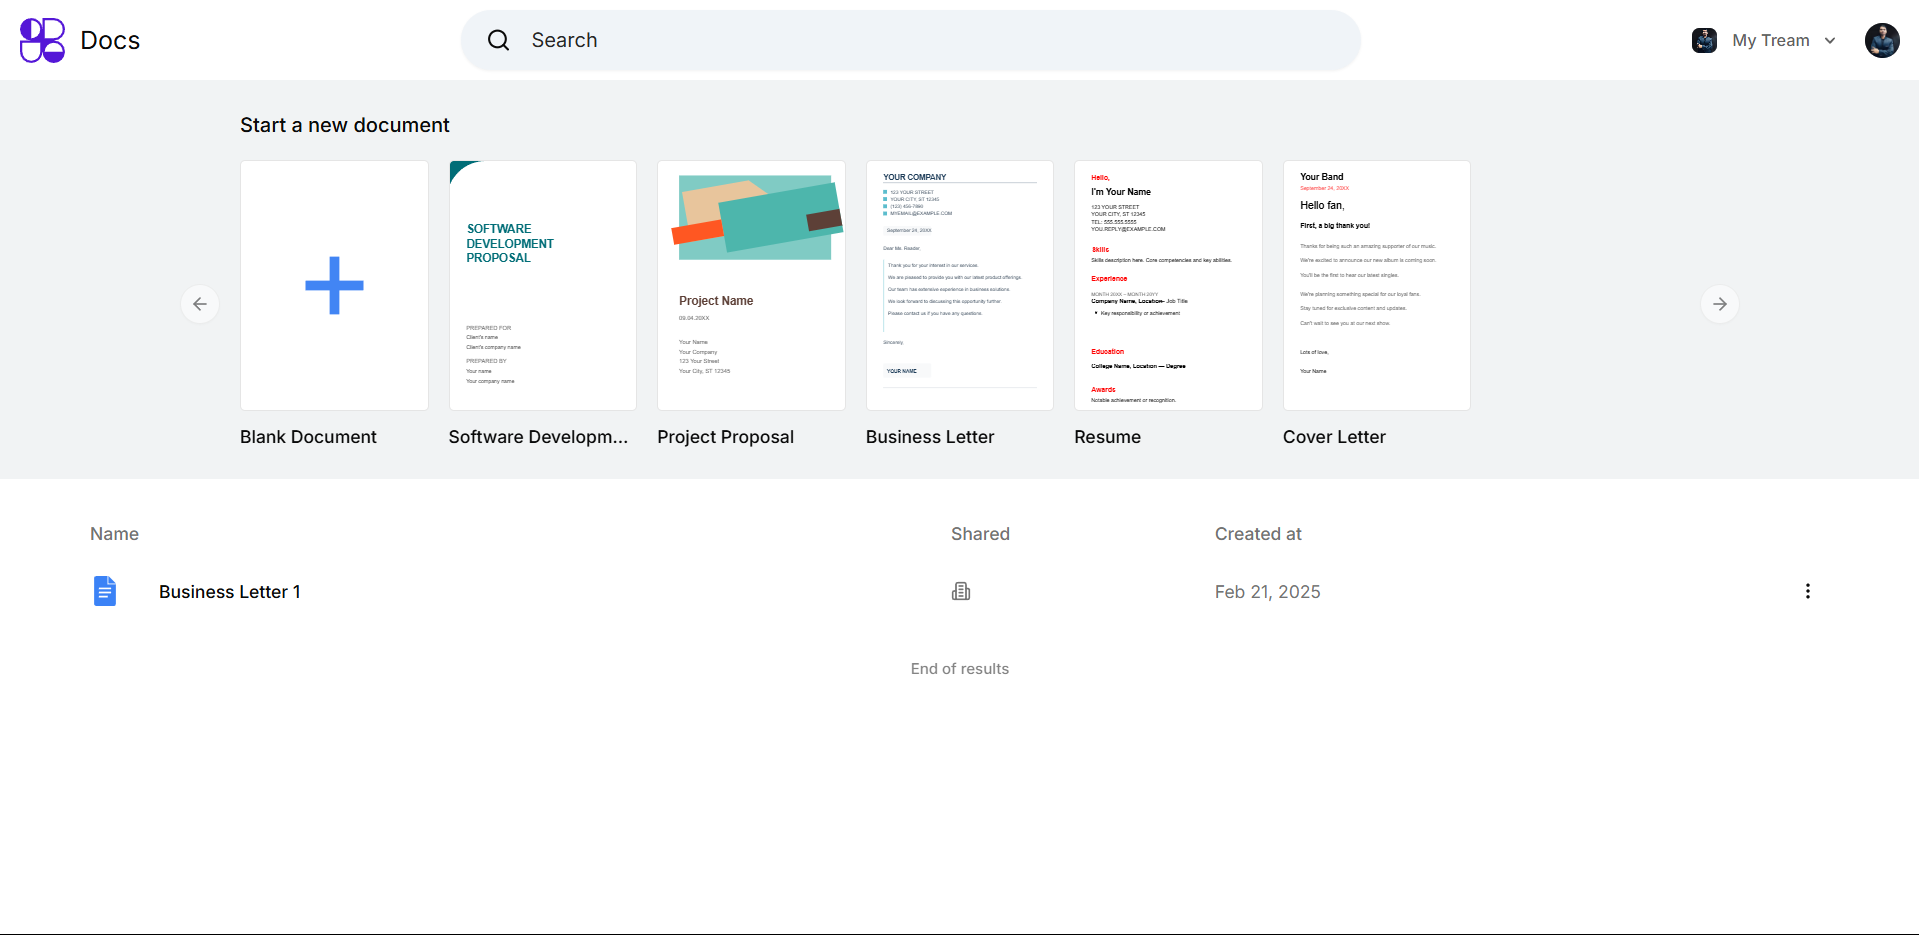 Docs
Search
My Tream
Start a new document
SOFTWARE
DEVELOPMENT
PROPOSAL
PREPARED FOR
Client's name
Client's company name
PREPARED BY
Your name
Your company name
Blank Document
Software Developm...
Project Name
09.04.20XX
Your Name
Your Company
123 Your Street
Your City, ST 12345
Project Proposal
YOUR COMPANY
123 YOUR STREET
YOUR CITY, ST 12345
(123) 456-7890
MYEMAIL@EXAMPLE.COM
September 24, 20XX
Dear Ms. Reader,
Thank you for your interest in our services.
We are pleased to provide you with our latest product offerings.
Our team has extensive experience in business solutions.
We look forward to discussing this opportunity further.
Please contact us if you have any questions.
Sincerely,
YOUR NAME
Business Letter
Hello,
I'm Your Name
123 YOUR STREET
YOUR CITY, ST 12345
TEL: 555.555.5555
YOU.REPLY@EXAMPLE.COM
Skills
Skills description here. Core competencies and key abilities.
Experience
MONTH 20XX - MONTH 20YY
Company Name, Location- Job Title
Key responsibility or achievement
Education
College Name, Location — Degree
Awards
Notable achievement or recognition.
Resume
Your Band
September 24, 20XX
Hello fan,
First, a big thank you!
Thanks for being such an amazing supporter of our music.
We're excited to announce our new album is coming soon.
You'll be the first to hear our latest singles.
We're planning something special for our loyal fans.
Stay tuned for exclusive content and updates.
Can't wait to see you at our next show.
Lots of love,
Your Name
Cover Letter
Name
Shared
Created at
Business Letter 1
Feb 21, 2025
End of results